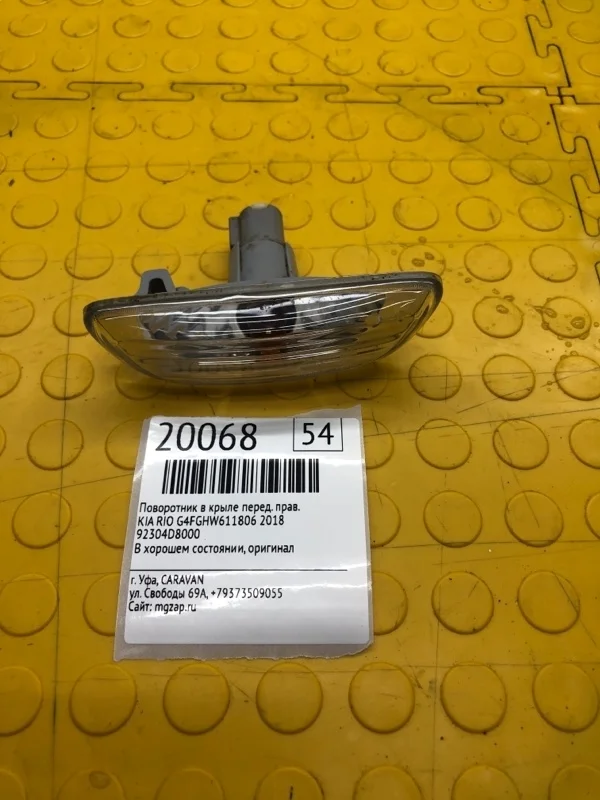 20068 54
Поворотник в крыле перед. прав.
KIA RIO G4FGHW611806 2018
92304D8000
В хорошем состоянии, оригинал
г. Уфа, CARAVAN
ул. Свободы 69А, +79373509055
Сайт: mgzap.ru